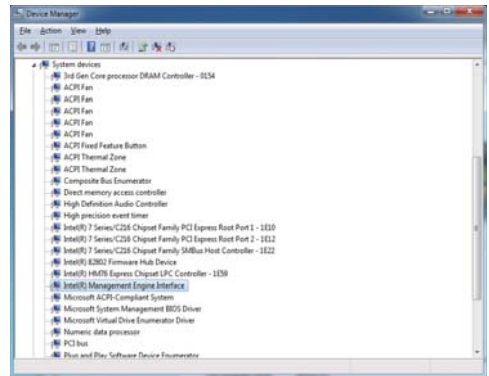 Device Manager
File Action View Help
System devices
3rd Gen Core processor DRAM Controller - 0154
ACPI Fan
ACPI Fan
ACPI Fan
ACPI Fan
ACPI Fan
ACPI Fixed Feature Button
ACPI Thermal Zone
ACPI Thermal Zone
Composite Bus Enumerator
Direct memory access controller
High Definition Audio Controller
High precision event timer
Intel(R) 7 Series/C216 Chipset Family PCI Express Root Port 1 - 1E10
Intel(R) 7 Series/C216 Chipset Family PCI Express Root Port 2 - 1E12
Intel(R) 7 Series/C216 Chipset Family SMBus Host Controller - 1E22
Intel(R) 82802 Firmware Hub Device
Intel(R) HM76 Express Chipset LPC Controller - 1E59
Intel(R) Management Engine Interface
Microsoft ACPI-Compliant System
Microsoft System Management BIOS Driver
Microsoft Virtual Drive Enumerator Driver
Numeric data processor
PCI bus
Plug and Play Software Device Enumerator